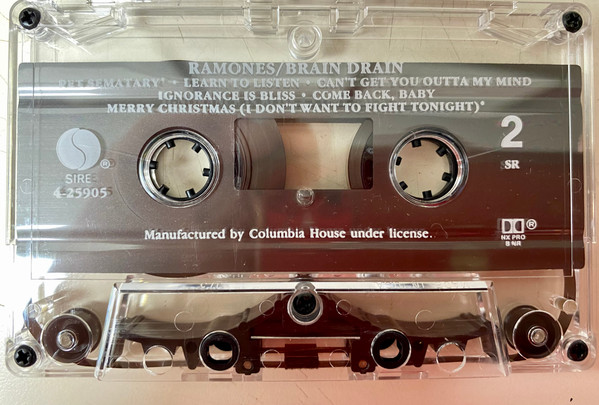 RAMONES/BRAIN DRAIN
PET SEMATARY* • LEARN TO LISTEN • CAN'T GET YOU OUTTA MY MIND
IGNORANCE IS BLISS • COME BACK, BABY
MERRY CHRISTMAS (I DON'T WANT TO FIGHT TONIGHT)*
2
SR
®
SIRE
4-25905
Manufactured by Columbia House under license.
®
HX PRO
B NR